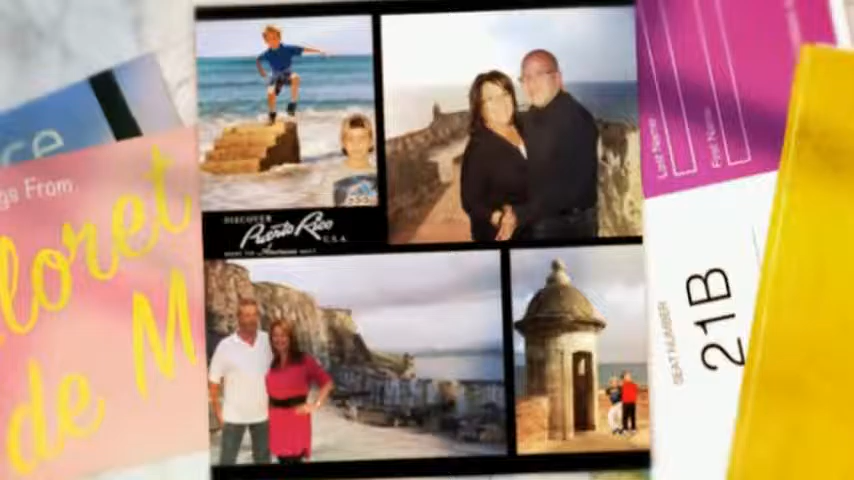 ce
gs From
loret
de M
DISCOVER
Puerto Rico
U.S.A.
Last Name
First Name
SEAT NUMBER
21B